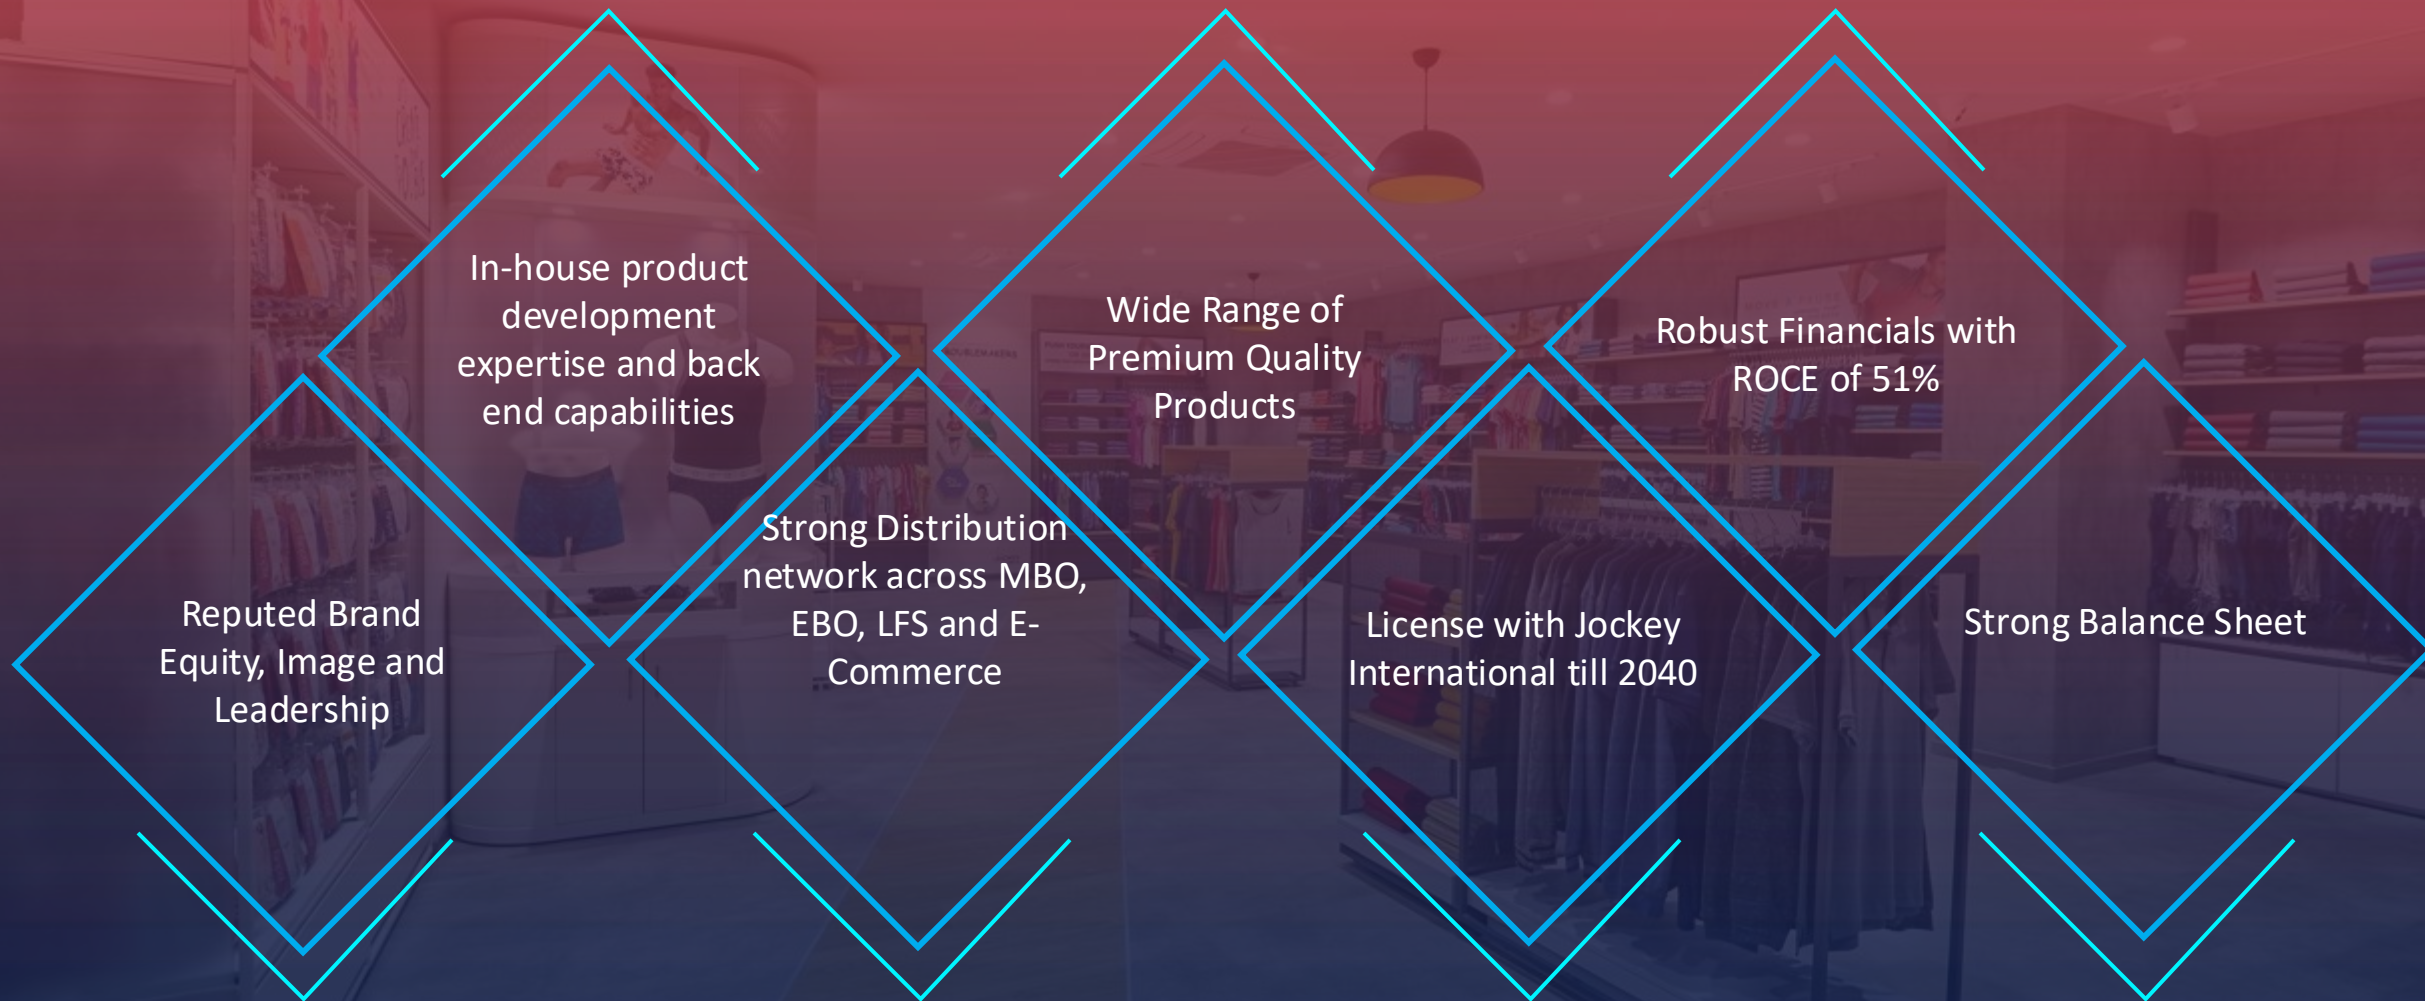 In-house product
development
expertise and back
end capabilities
Wide Range of
Premium Quality
Products
Robust Financials with
ROCE of 51%
Reputed Brand
Equity, Image and
Leadership
Strong Distribution
network across MBO,
EBO, LFS and E-
Commerce
License with Jockey
International till 2040
Strong Balance Sheet